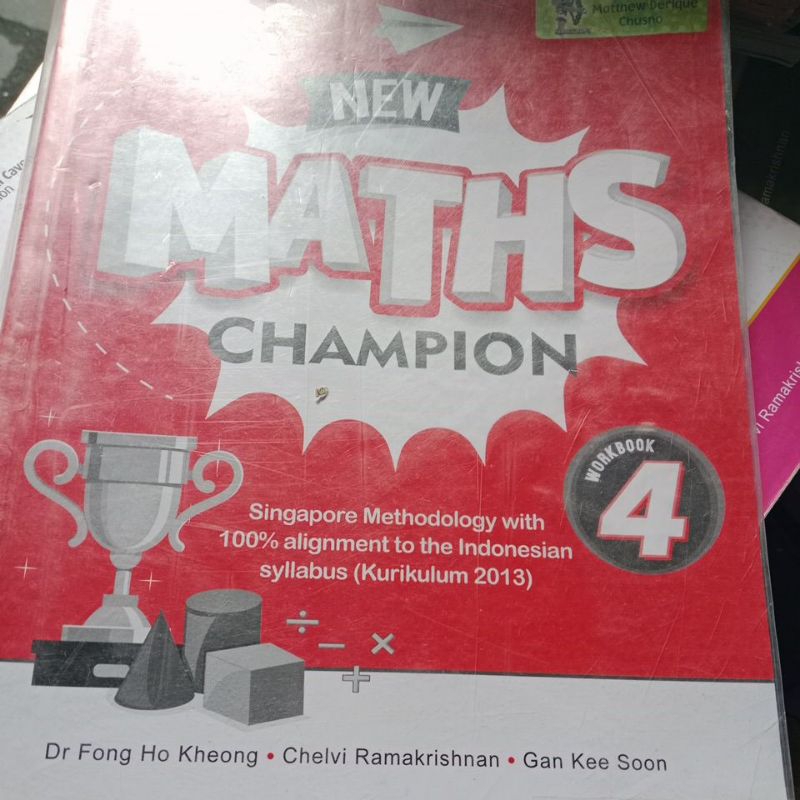 Matthew Derique
Chusno
NEW
MATHS
CHAMPION
WORKBOOK
4
Singapore Methodology with
100% alignment to the Indonesian
syllabus (Kurikulum 2013)
÷ − × +
Dr Fong Ho Kheong • Chelvi Ramakrishnan • Gan Kee Soon
amakrishnan